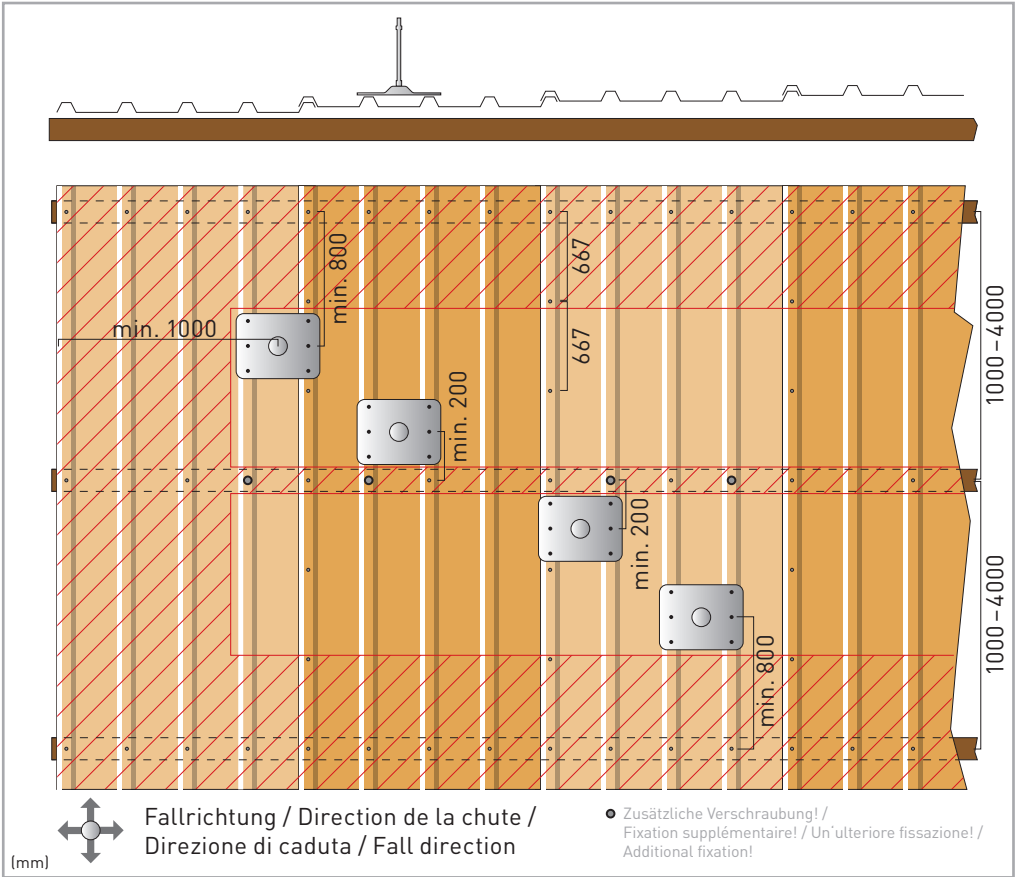 min. 800
667
min. 1000
667
1000–4000
min. 200
min. 200
1000–4000
min. 800
Fallrichtung / Direction de la chute /
Direzione di caduta / Fall direction
Zusätzliche Verschraubung! /
Fixation supplémentaire! / Un'ulteriore fissazione! /
Additional fixation!
(mm)